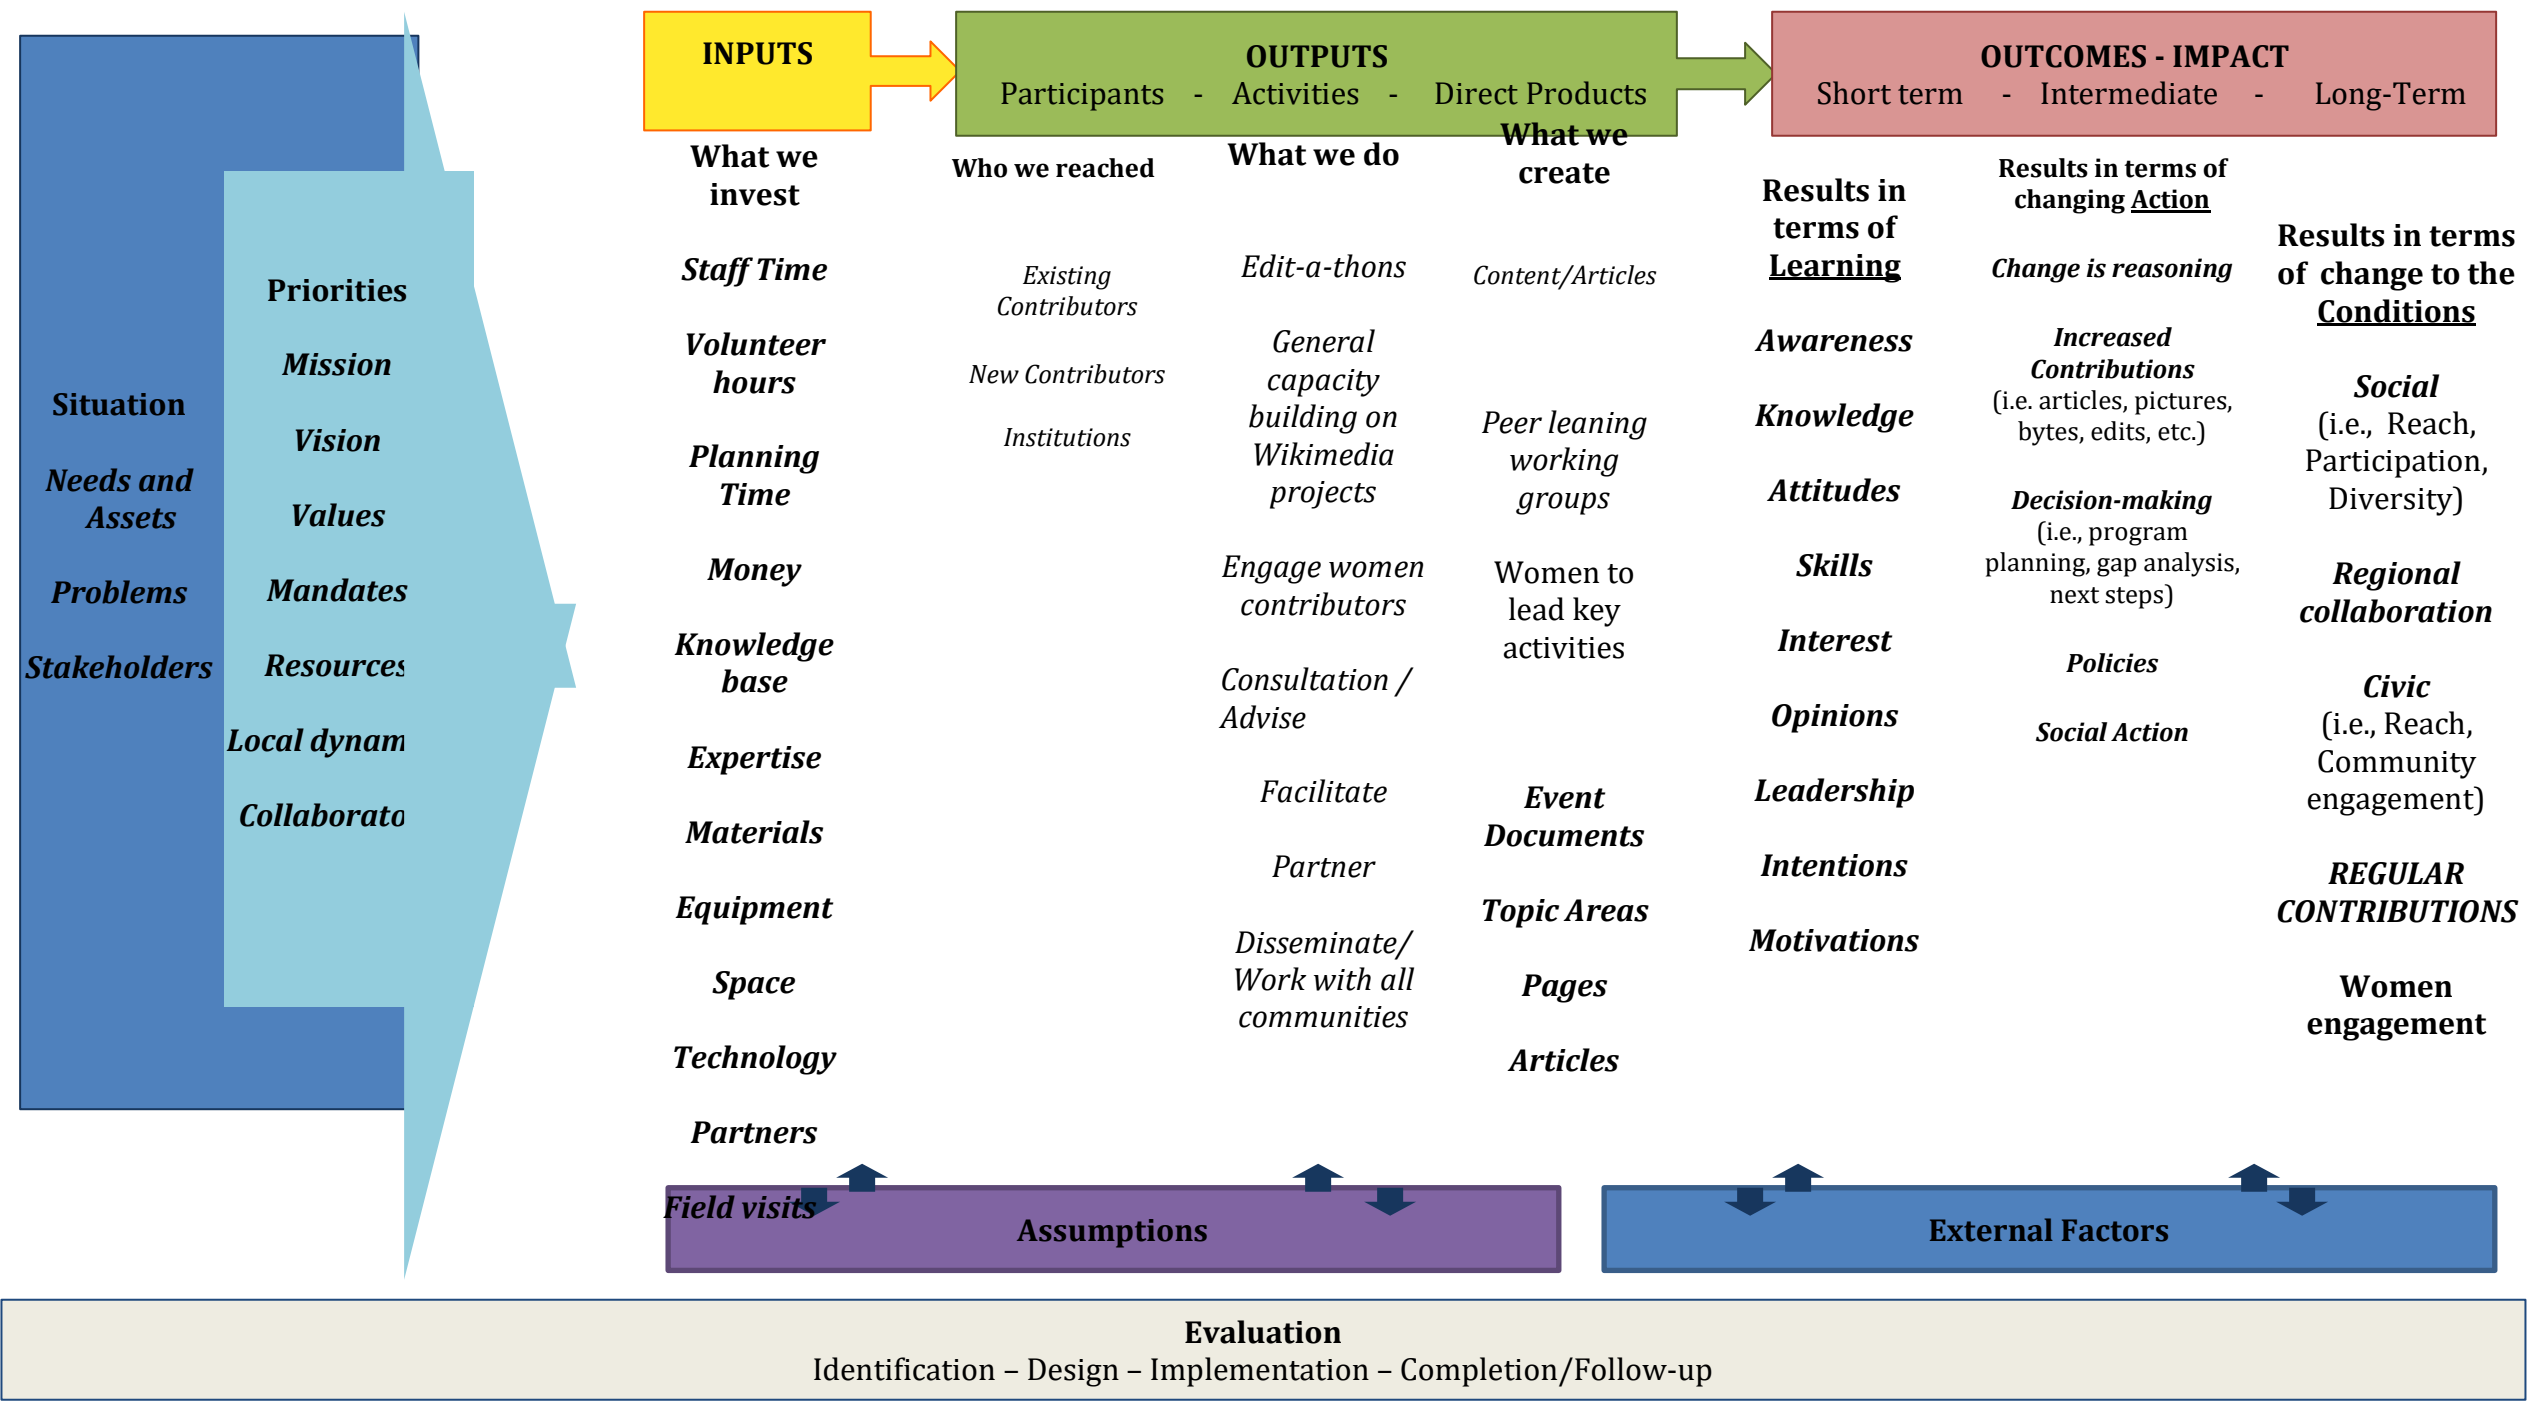 Situation
Needs and
Assets
Problems
Stakeholders
Priorities
Mission
Vision
Values
Mandates
Resources
Local dynam
Collaborato
INPUTS
What we
invest
Staff Time
Volunteer
hours
Planning
Time
Money
Knowledge
base
Expertise
Materials
Equipment
Space
Technology
Partners
Field visits
OUTPUTS
Participants - Activities - Direct Products
Who we reached
Existing
Contributors
New Contributors
Institutions
What we do
Edit-a-thons
General
capacity
building on
Wikimedia
projects
Engage women
contributors
Consultation /
Advise
Facilitate
Partner
Disseminate/
Work with all
communities
What we
create
Content/Articles
Peer leaning
working
groups
Women to
lead key
activities
Event
Documents
Topic Areas
Pages
Articles
OUTCOMES - IMPACT
Short term - Intermediate - Long-Term
Results in
terms of
Learning
Awareness
Knowledge
Attitudes
Skills
Interest
Opinions
Leadership
Intentions
Motivations
Results in terms of
changing Action
Change is reasoning
Increased
Contributions
(i.e. articles, pictures,
bytes, edits, etc.)
Decision-making
(i.e., program
planning, gap analysis,
next steps)
Policies
Social Action
Results in terms
of change to the
Conditions
Social
(i.e., Reach,
Participation,
Diversity)
Regional
collaboration
Civic
(i.e., Reach,
Community
engagement)
REGULAR
CONTRIBUTIONS
Women
engagement
Assumptions
External Factors
Evaluation
Identification – Design – Implementation – Completion/Follow-up